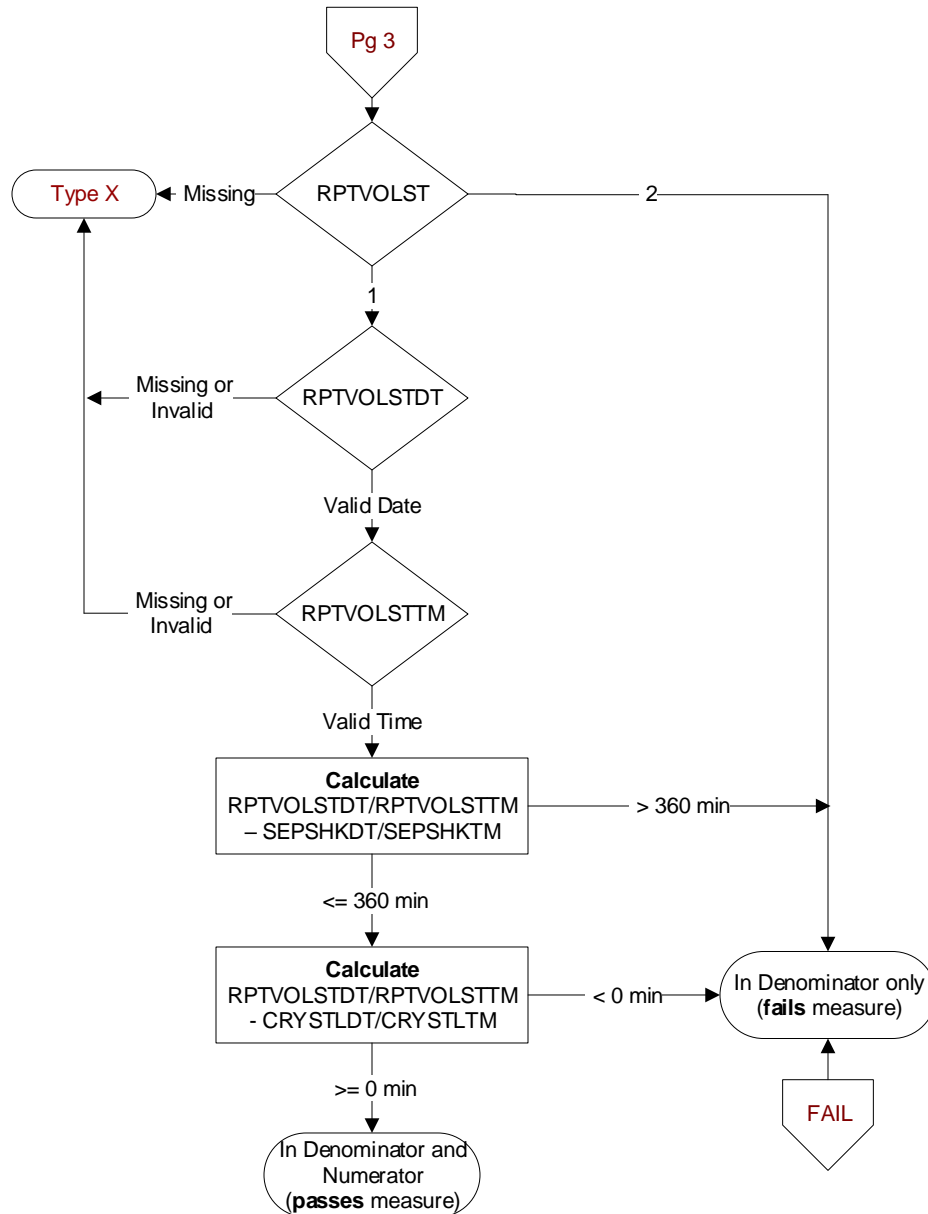 Pg 3
Type X
Missing
RPTVOLST
2
1
Missing or
Invalid
RPTVOLSTDT
Valid Date
Missing or
Invalid
RPTVOLSTTM
Valid Time
Calculate
RPTVOLSTDT/RPTVOLSTTM
– SEPSHKDT/SEPSHKTM
> 360 min
<= 360 min
Calculate
RPTVOLSTDT/RPTVOLSTTM
- CRYSTLDT/CRYSTLTM
< 0 min
In Denominator only
(fails measure)
>= 0 min
FAIL
In Denominator and
Numerator
(passes measure)